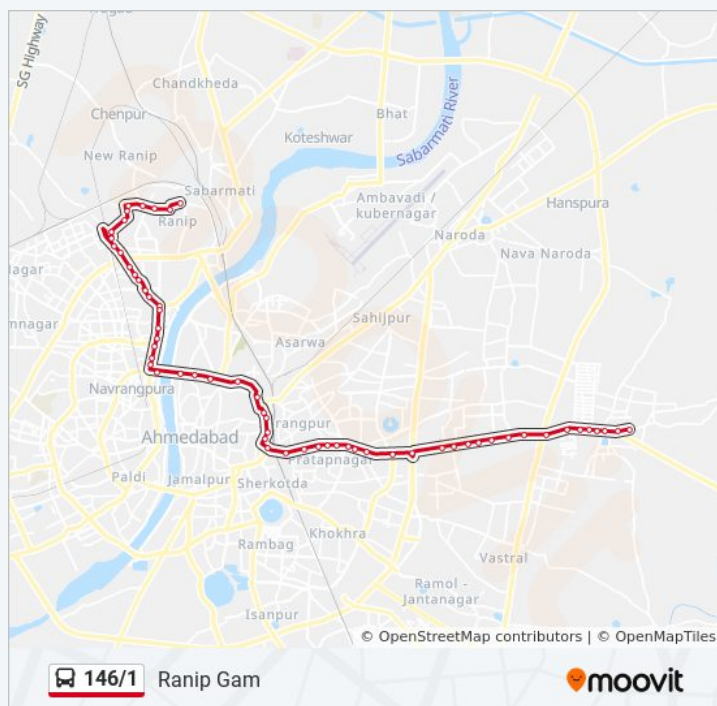 SG Highway
Chandkheda
Chenpur
Koteshwar
Bhat
Sabarmati River
New Ranip
Sabarmati
Ambavadi /
kubernagar
Hanspura
Ranip
Naroda
Nava Naroda
Nagar
Sahijpur
mnagar
Asarwa
Navrangpura
rangpur
Ahmedabad
Pratapnagar
Paldi
Jamalpur
Sherkotda
Khokhra
Rambag
Vastral
Ramol -
Jantanagar
Isanpur
© OpenStreetMap contributors | © OpenMapTiles
146/1 Ranip Gam
moovit